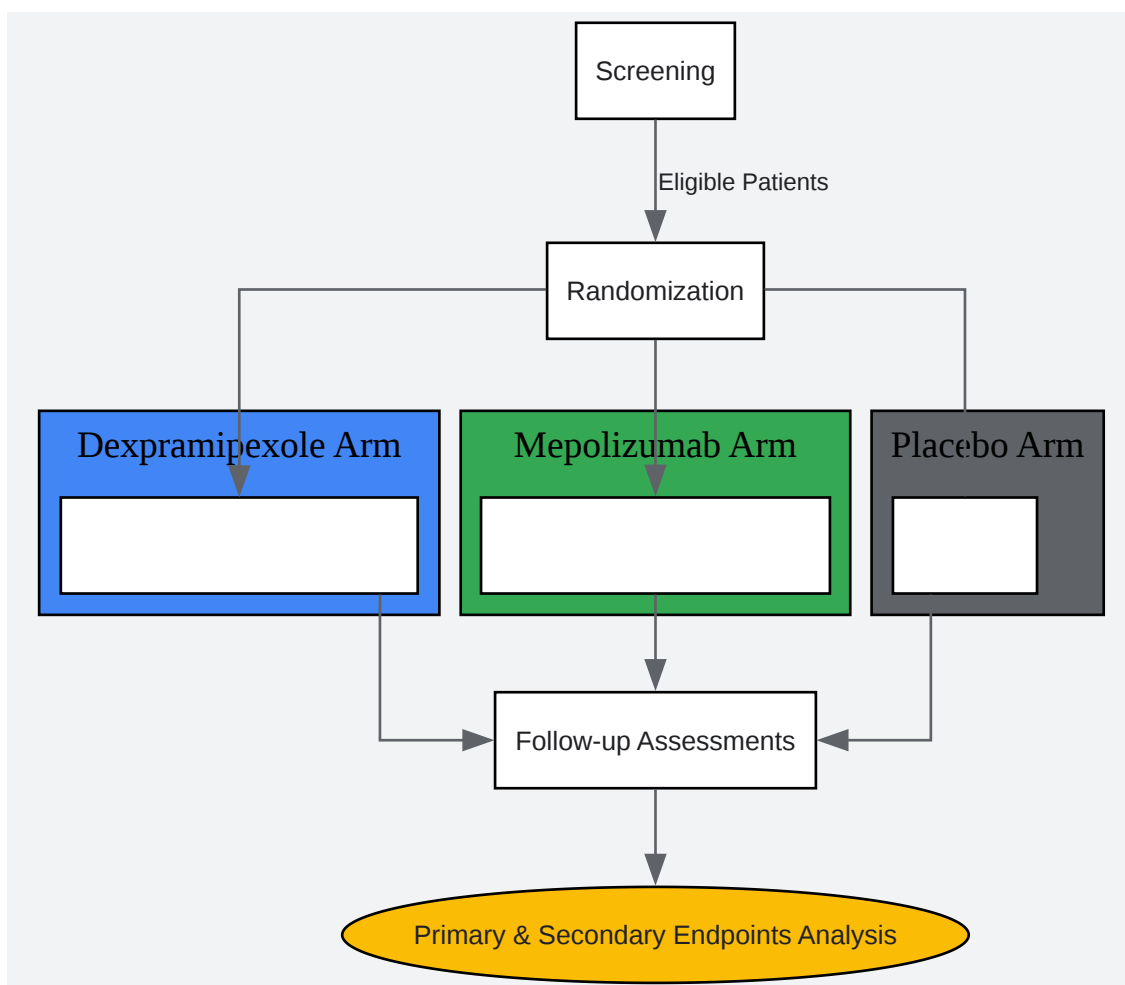 Screening
Eligible Patients
Randomization
Dexpramipexole Arm
Mepolizumab Arm
Placebo Arm
Follow-up Assessments
Primary & Secondary Endpoints Analysis